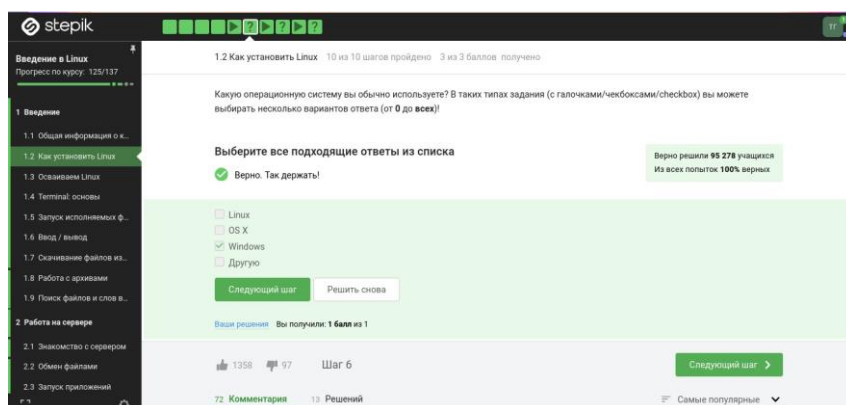 stepik
ТГ
Введение в Linux
Прогресс по курсу: 125/137
1 Введение
1.1 Общая информация о к...
1.2 Как установить Linux
1.3 Осваиваем Linux
1.4 Terminal: основы
1.5 Запуск исполняемых ф...
1.6 Ввод / вывод
1.7 Скачивание файлов из...
1.8 Работа с архивами
1.9 Поиск файлов и слов в...
2 Работа на сервере
2.1 Знакомство с сервером
2.2 Обмен файлами
2.3 Запуск приложений
1.2 Как установить Linux 10 из 10 шагов пройдено 3 из 3 баллов получено
Какую операционную систему вы обычно используете? В таких типах задания (с галочками/чекбоксами/checkbox) вы можете
выбирать несколько вариантов ответа (от 0 до всех)!
Выберите все подходящие ответы из списка
Верно. Так держать!
Верно решили 95 278 учащихся
Из всех попыток 100% верных
Linux
OS X
Windows
Другую
Следующий шаг Решить снова
Ваши решения Вы получили: 1 балл из 1
1358 97 Шаг 6
Следующий шаг
72 Комментария 13 Решений
Самые популярные